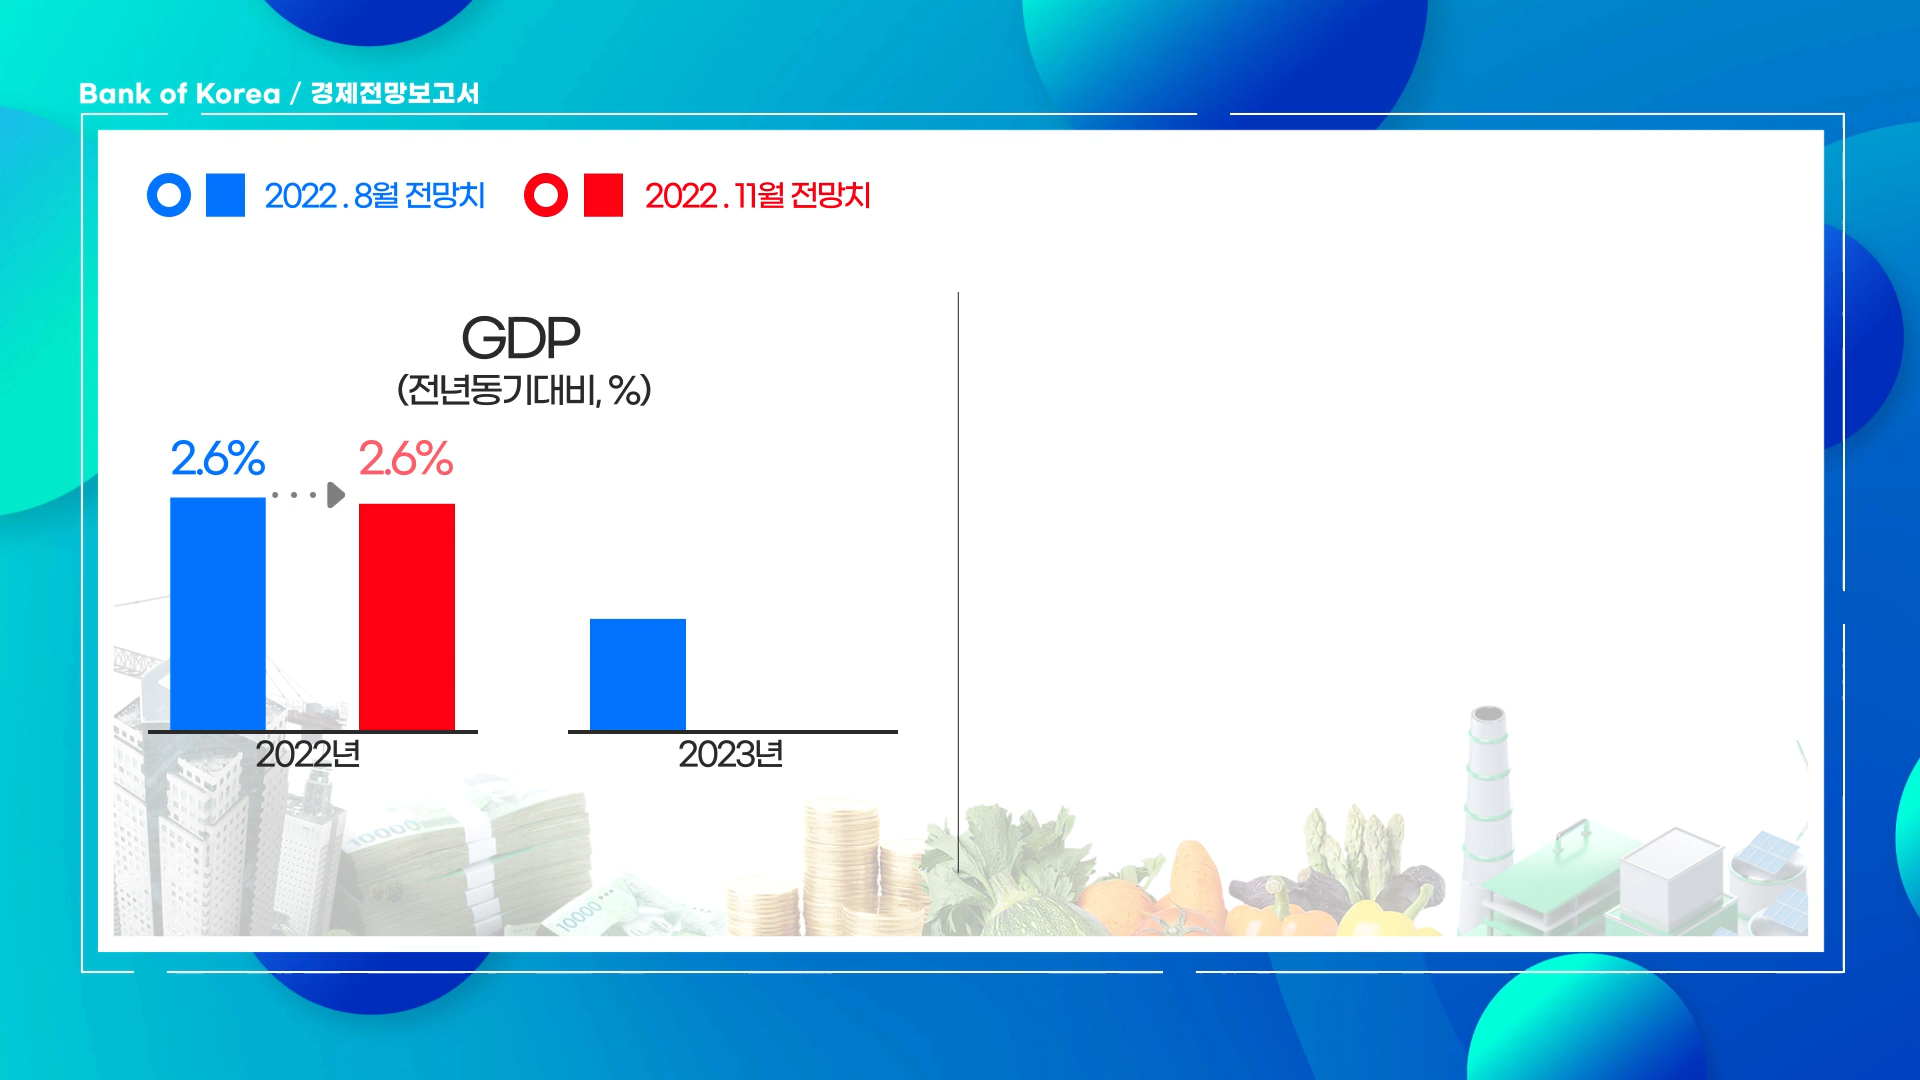 Bank of Korea / 경제전망보고서
2022 . 8월 전망치
2022 . 11월 전망치
GDP
(전년동기대비, %)
2.6%
2.6%
2022년
2023년
10000
10000